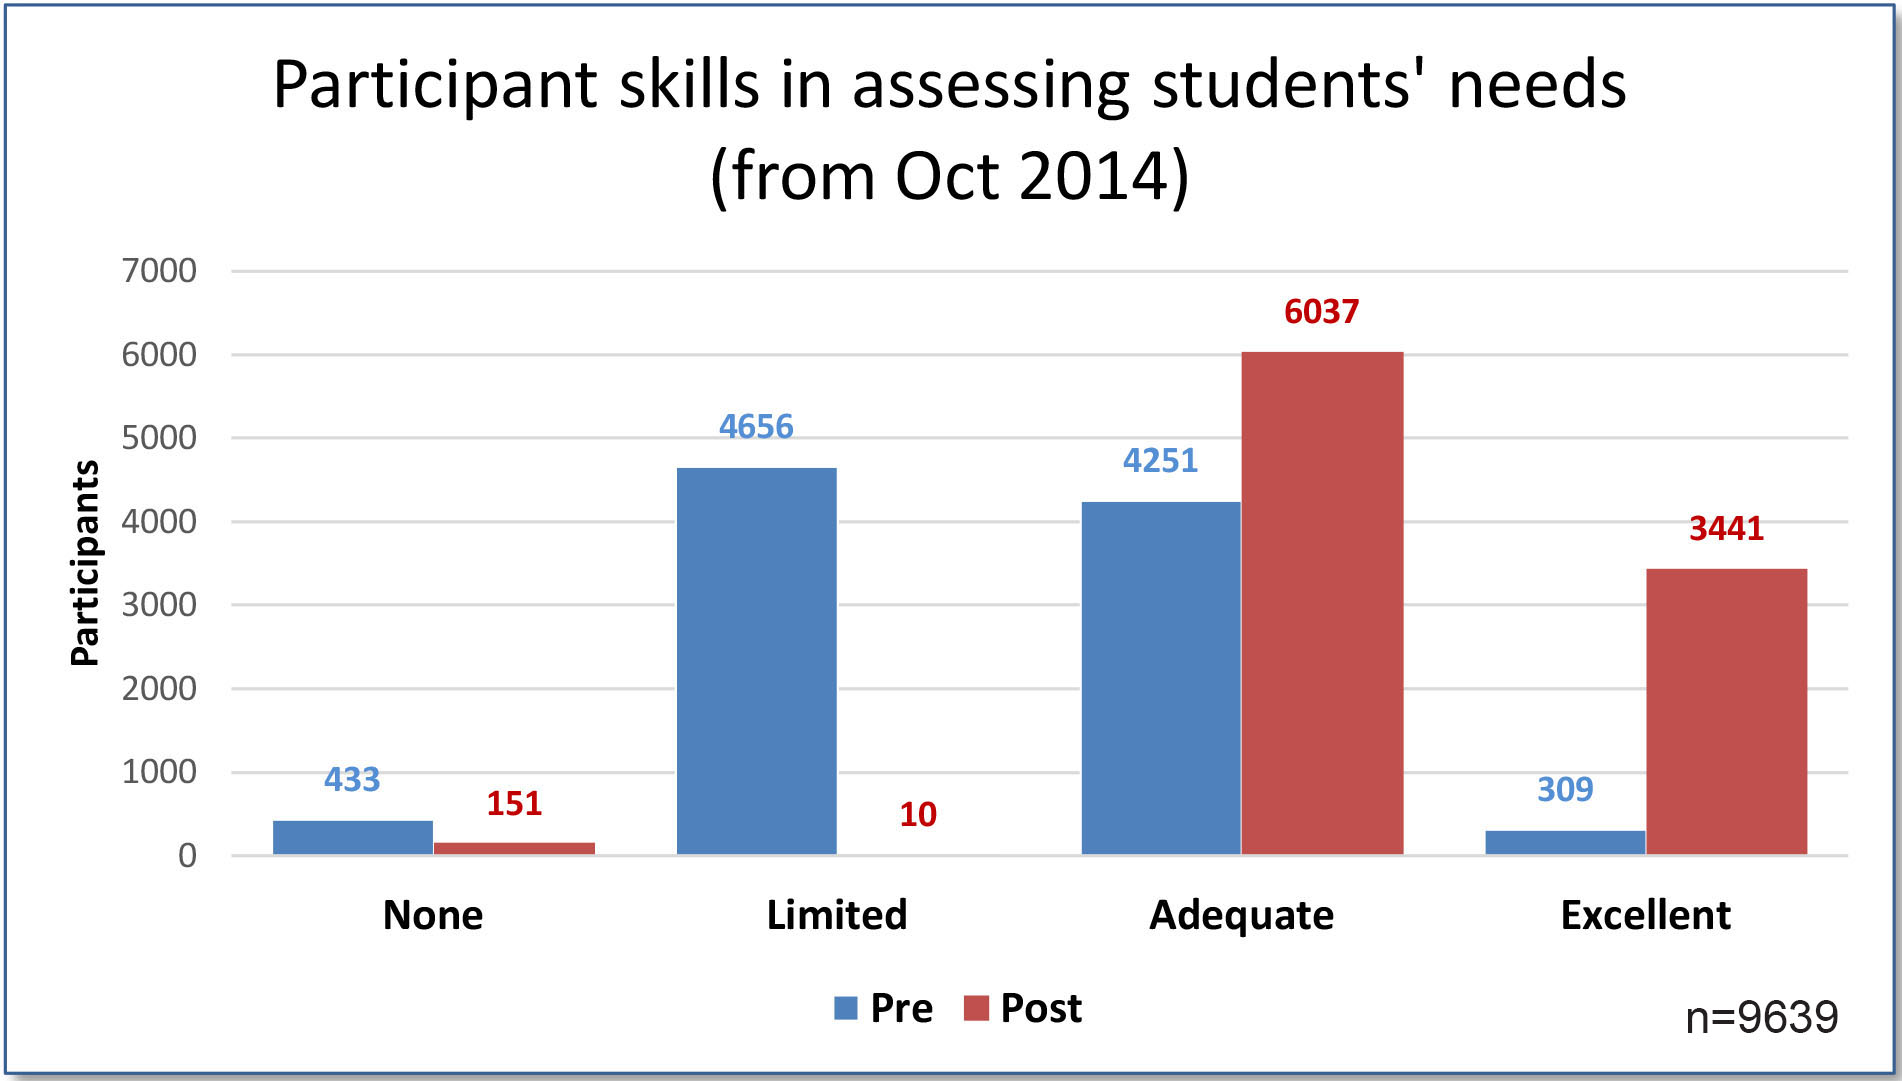 Participant skills in assessing students' needs
(from Oct 2014)
7000
6000
5000
4000
3000
2000
1000
0
Participants
433
151
4656
10
4251
6037
309
3441
None
Limited
Adequate
Excellent
Pre
Post
n=9639